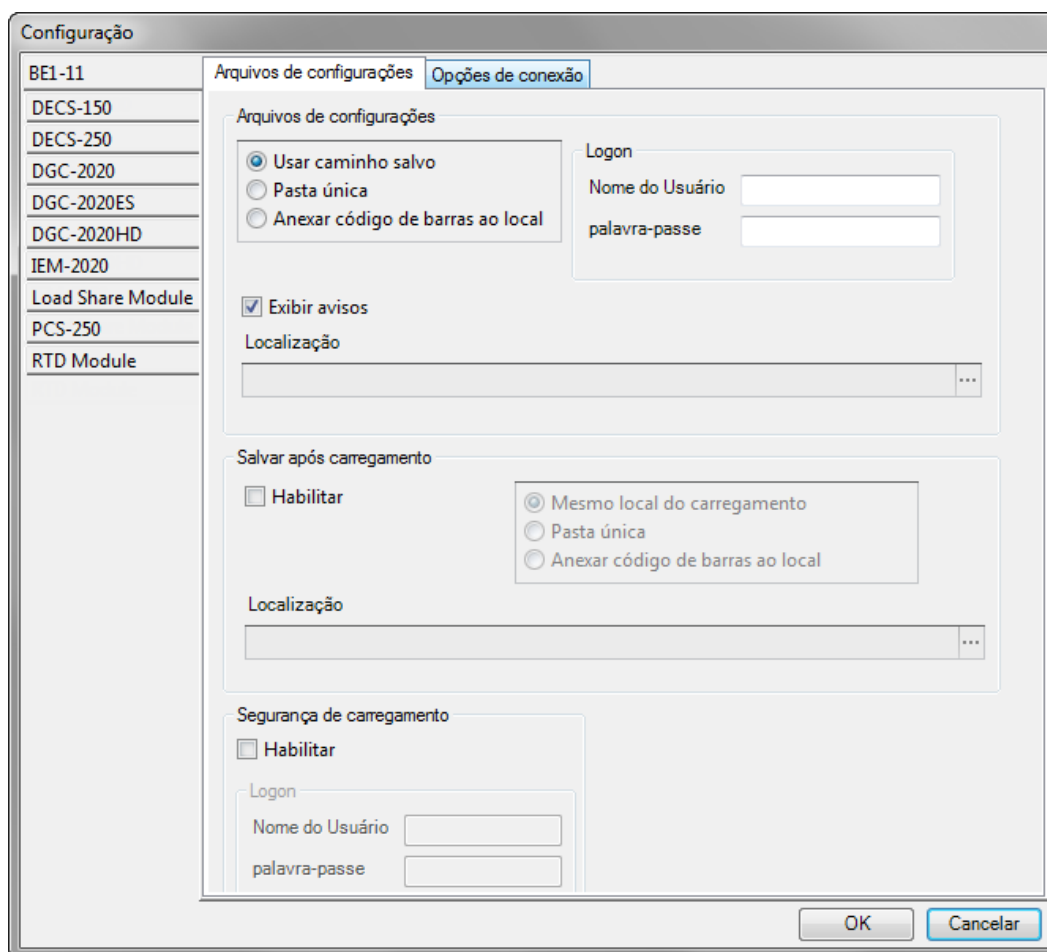 Configuração
BE1-11
DECS-150
DECS-250
DGC-2020
DGC-2020ES
DGC-2020HD
IEM-2020
Load Share Module
PCS-250
RTD Module
Arquivos de configurações
Opções de conexão
Arquivos de configurações
Usar caminho salvo
Pasta única
Anexar código de barras ao local
Logon
Nome do Usuário
palavra-passe
Exibir avisos
Localização
...
Salvar após carregamento
Habilitar
Mesmo local do carregamento
Pasta única
Anexar código de barras ao local
Localização
...
Segurança de carregamento
Habilitar
Logon
Nome do Usuário
palavra-passe
OK
Cancelar